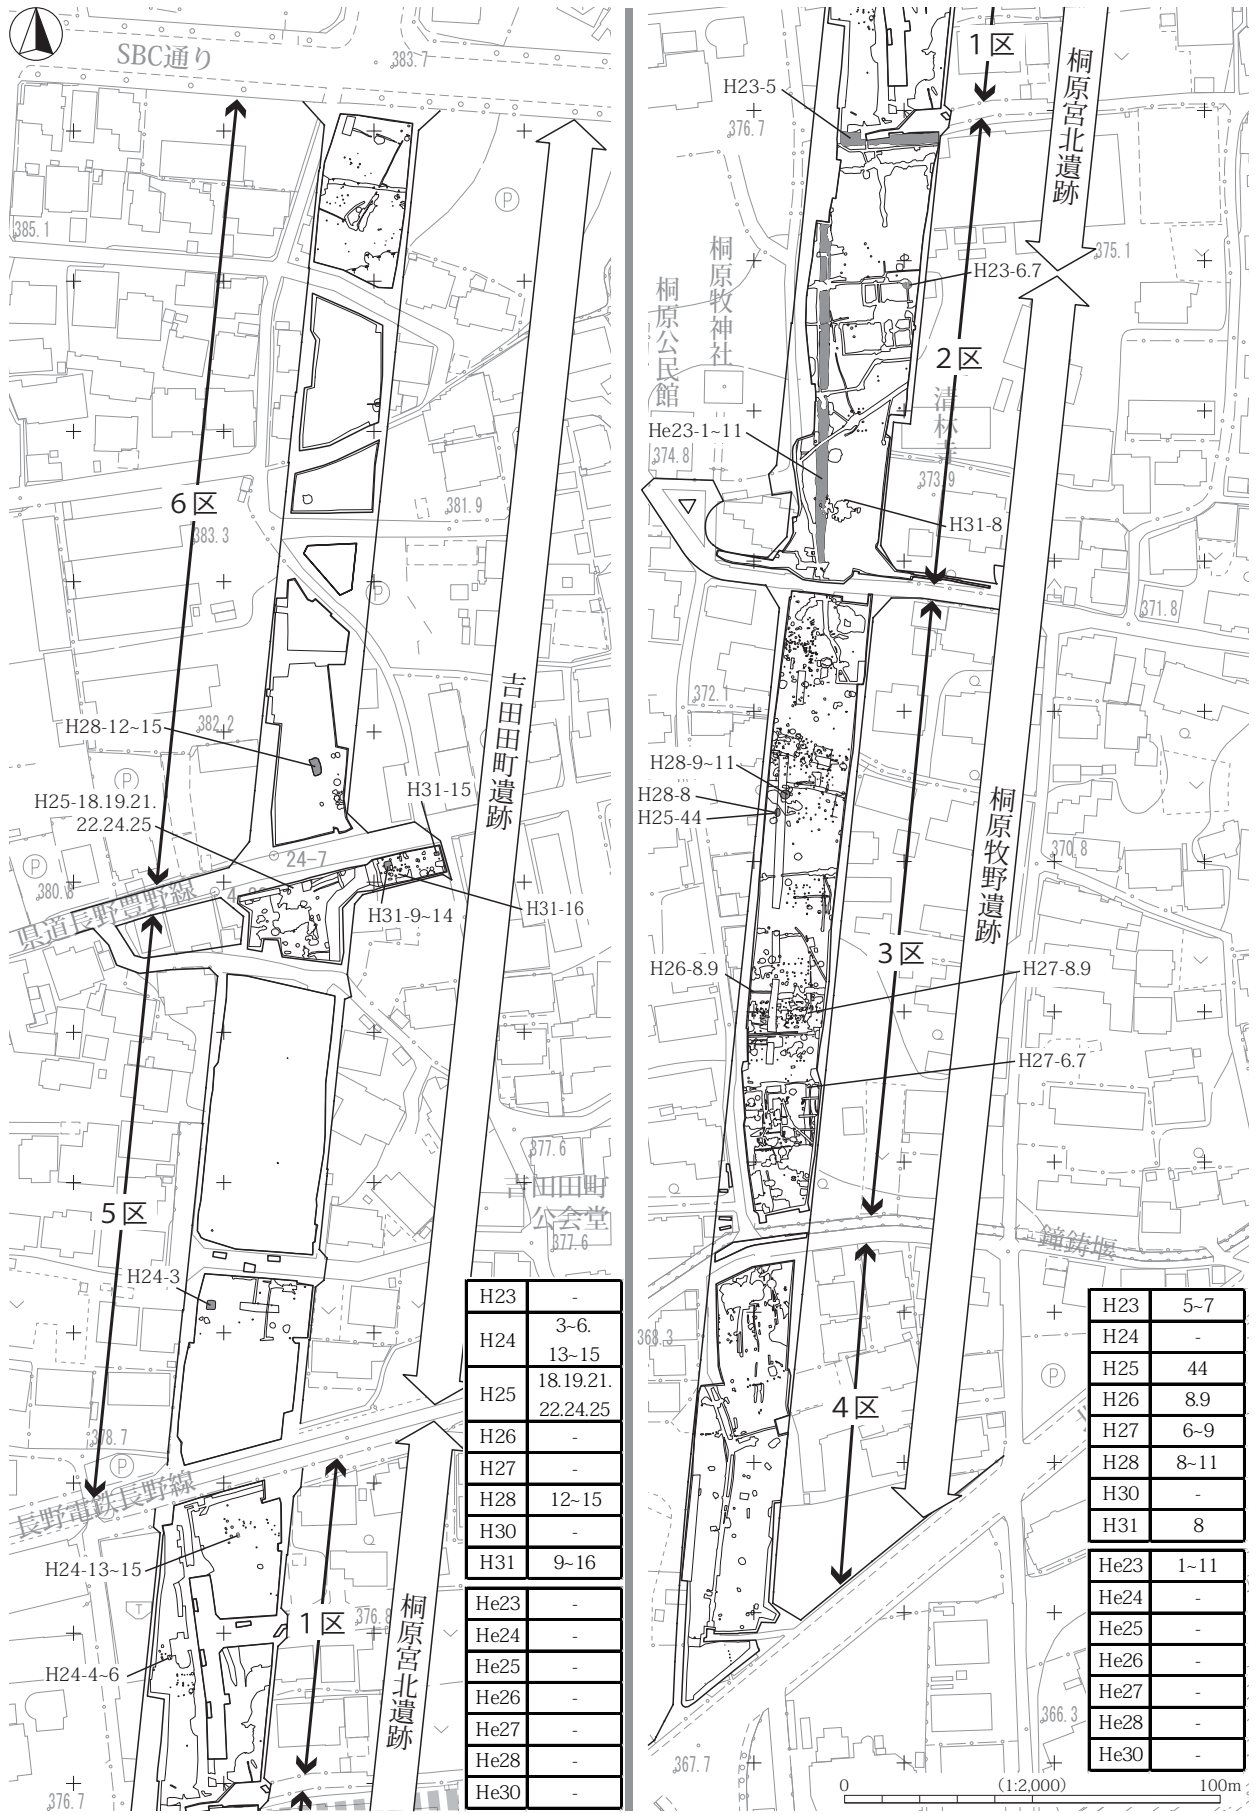 SBC通り
383.7
385.1
P
6区
383.3
381.9
P
吉田田町遺跡
H28-12~15
382.2
P
H25-18.19.21.
22.24.25
H31-15
24-7
P
380.8
県道長野豊野線
H31-9~14
H31-16
5区
377.6
吉田田町
公会堂
377.6
H24-3
378.7
P
長野電鉄長野線
H24-13~15
1区
376.8
桐原宮北遺跡
H24-4~6
376.7
H23 -
H24 3~6.
13~15
H25 18.19.21.
22.24.25
H26 -
H27 -
H28 12~15
H30 -
H31 9~16
He23 -
He24 -
He25 -
He26 -
He27 -
He28 -
He30 -
1区
桐原宮北遺跡
H23-5
376.7
375.1
桐原牧神社
桐原公民館
H23-6.7
2区
清林寺
He23-1~11
374.8
373.9
H31-8
371.8
372.1
H28-9~11
H28-8
H25-44
桐原牧野遺跡
370.8
3区
H26-8.9
H27-8.9
H27-6.7
鐘鋳堰
368.3
P
4区
366.3
367.7
H23 5~7
H24 -
H25 44
H26 8.9
H27 6~9
H28 8~11
H30 -
H31 8
He23 1~11
He24 -
He25 -
He26 -
He27 -
He28 -
He30 -
0 (1:2,000) 100m